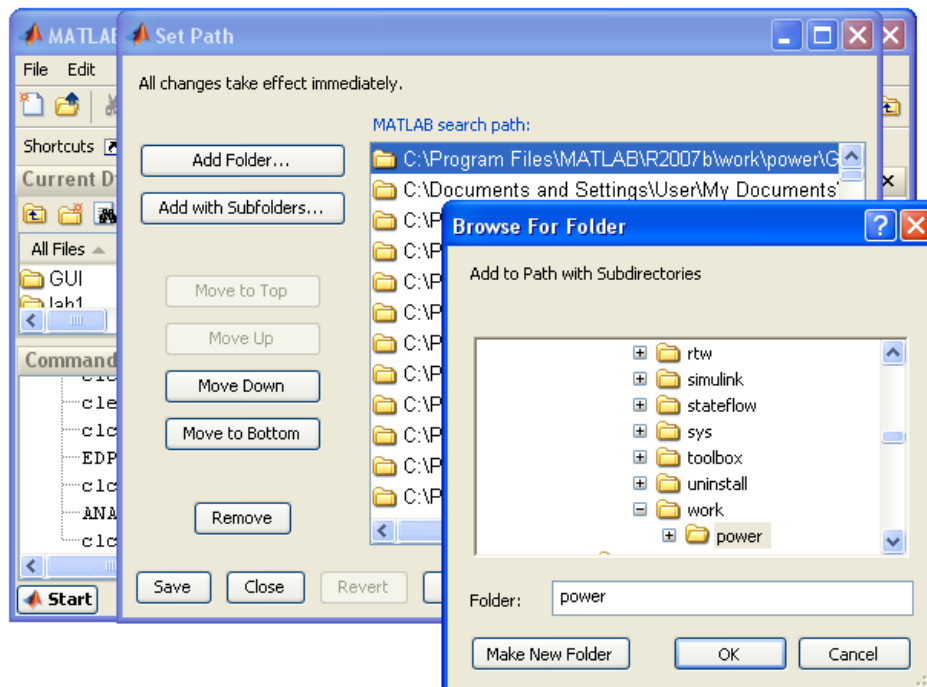 MATLA
File Edit
Shortcuts
Current D
All Files
GUI
lab1
Command
cle
clc
EDP
clc
ANA
clc
Start
Set Path
All changes take effect immediately.
MATLAB search path:
Add Folder...
Add with Subfolders...
Move to Top
Move Up
Move Down
Move to Bottom
Remove
C:\Program Files\MATLAB\R2007b\work\power\G
C:\Documents and Settings\User\My Documents\
C:\P
C:\P
C:\P
C:\P
C:\P
C:\P
C:\P
C:\P
C:\P
C:\P
Save Close Revert
Browse For Folder
Add to Path with Subdirectories
rtw
simulink
stateflow
sys
toolbox
uninstall
work
power
Folder: power
Make New Folder OK Cancel